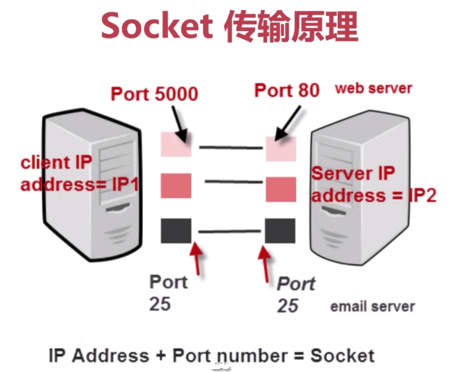 Socket 传输原理
Port 5000
Port 80
web server
client IP
address= IP1
Server IP
address = IP2
Port
25
Port
25
email server
IP Address + Port number = Socket